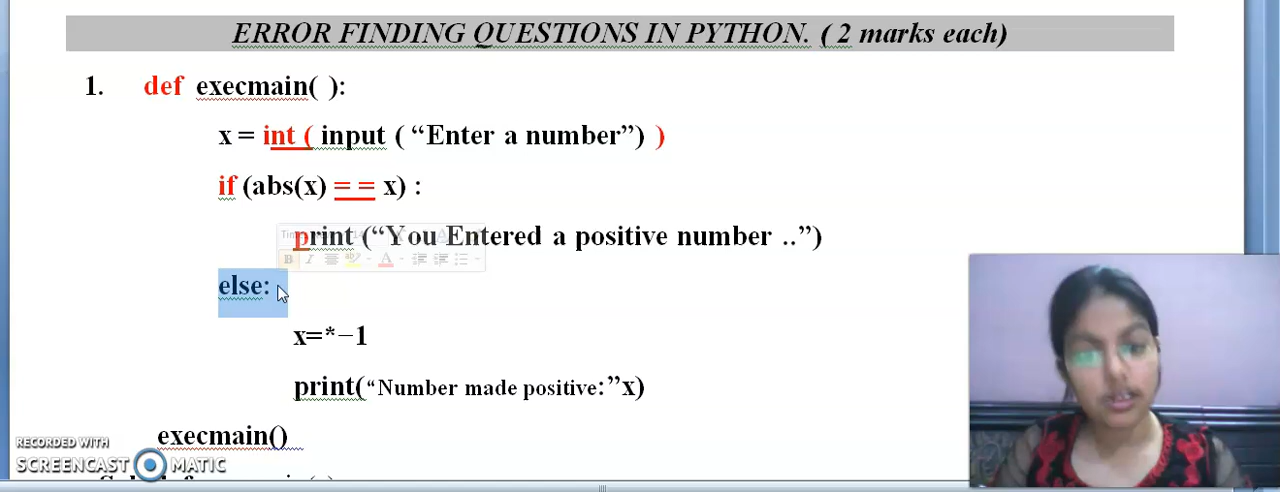 ERROR FINDING QUESTIONS IN PYTHON. ( 2 marks each)
1. def execmain( ):
x = int ( input ( “Enter a number”) )
if (abs(x) = = x) :
print (“You Entered a positive number ..”)
else:
x=*−1
print(“Number made positive:”x)
execmain()
RECORDED WITH
SCREENCAST MATIC